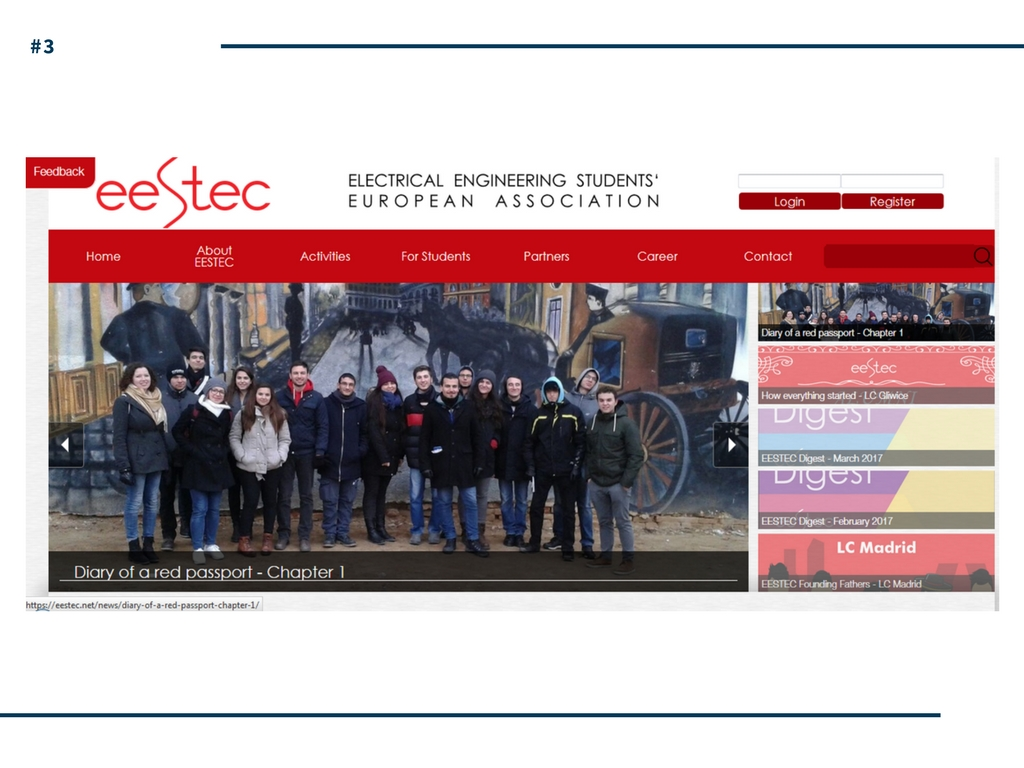 #3
Feedback
eestec
ELECTRICAL ENGINEERING STUDENTS'
EUROPEAN ASSOCIATION
Login
Register
Home
About
EESTEC
Activities
For Students
Partners
Career
Contact
Diary of a red passport - Chapter 1
eestec
How everything started - LC Gliwice
Digest
EESTEC Digest - March 2017
Digest
EESTEC Digest - February 2017
LC Madrid
EESTEC Founding Fathers - LC Madrid
Diary of a red passport - Chapter 1
https://eestec.net/news/diary-of-a-red-passport-chapter-1/